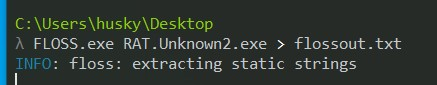 C:\Users\husky\Desktop
λ FLOSS.exe RAT.Unknown2.exe > flossout.txt
INFO: floss: extracting static strings